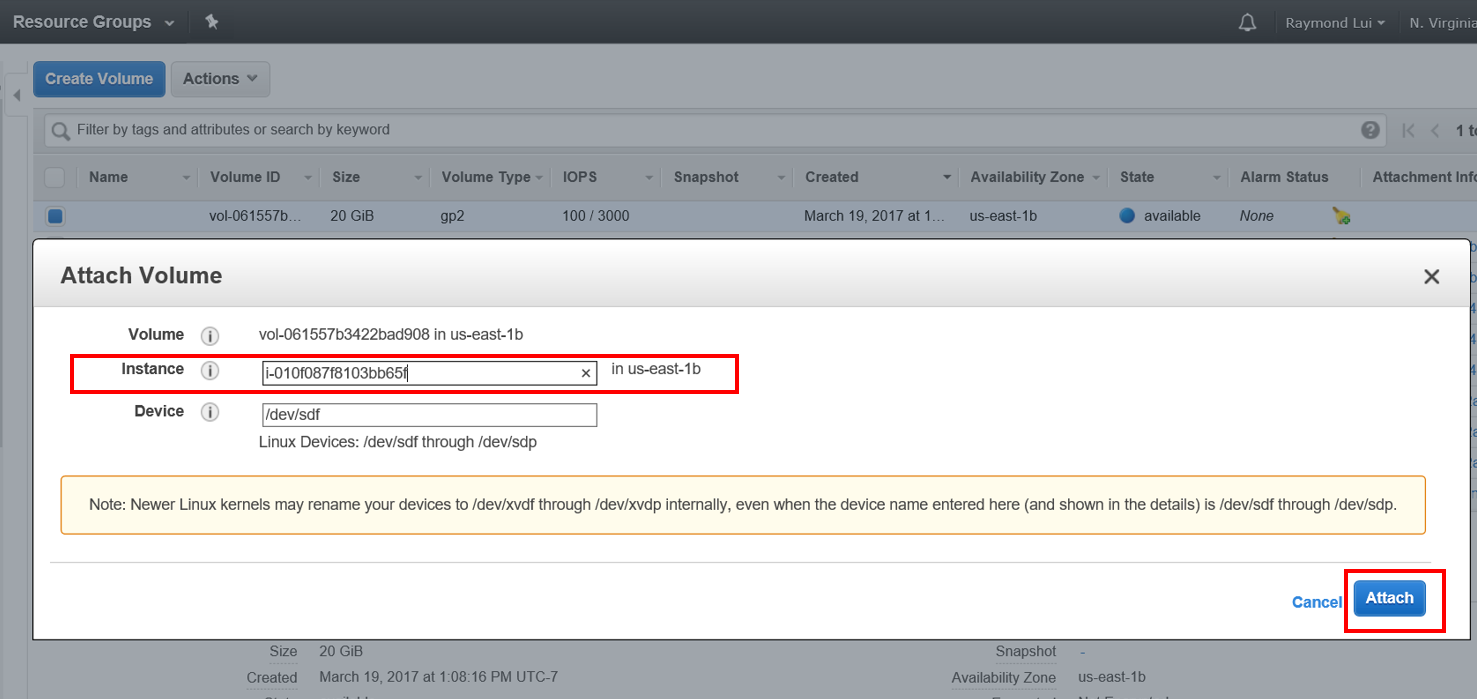 Resource Groups Raymond Lui N. Virginia
Create Volume Actions
Filter by tags and attributes or search by keyword 1 to
Name Volume ID Size Volume Type IOPS Snapshot Created Availability Zone State Alarm Status Attachment Info
vol-061557b... 20 GiB gp2 100 / 3000 March 19, 2017 at 1... us-east-1b available None
Attach Volume
Volume vol-061557b3422bad908 in us-east-1b
Instance i-010f087f8103bb65f in us-east-1b
Device /dev/sdf
Linux Devices: /dev/sdf through /dev/sdp
Note: Newer Linux kernels may rename your devices to /dev/xvdf through /dev/xvdp internally, even when the device name entered here (and shown in the details) is /dev/sdf through /dev/sdp.
Cancel Attach
Size 20 GiB Snapshot -
Created March 19, 2017 at 1:08:16 PM UTC-7 Availability Zone us-east-1b